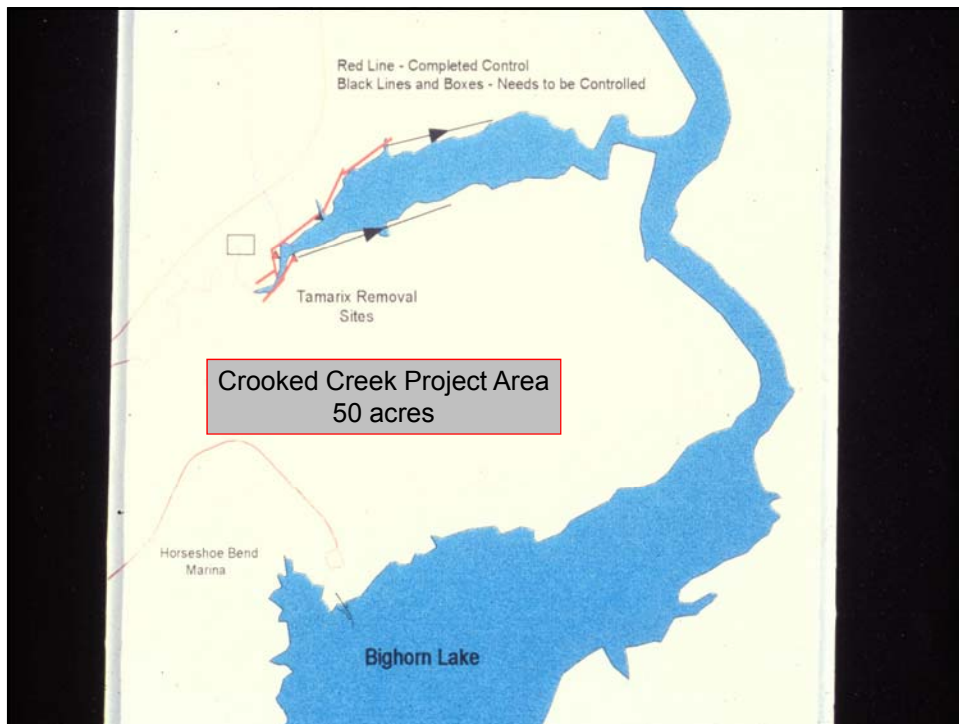 Red Line - Completed Control
Black Lines and Boxes - Needs to be Controlled
Tamarix Removal
Sites
Crooked Creek Project Area
50 acres
Horseshoe Bend
Marina
Bighorn Lake